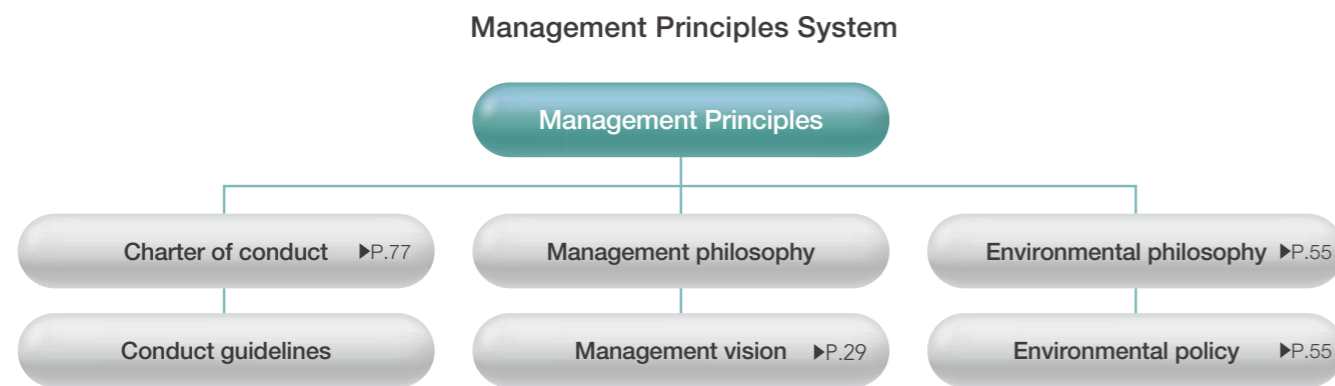 Management Principles System
Management Principles
Charter of conduct ▶P.77
Management philosophy
Environmental philosophy ▶P.55
Conduct guidelines
Management vision ▶P.29
Environmental policy ▶P.55